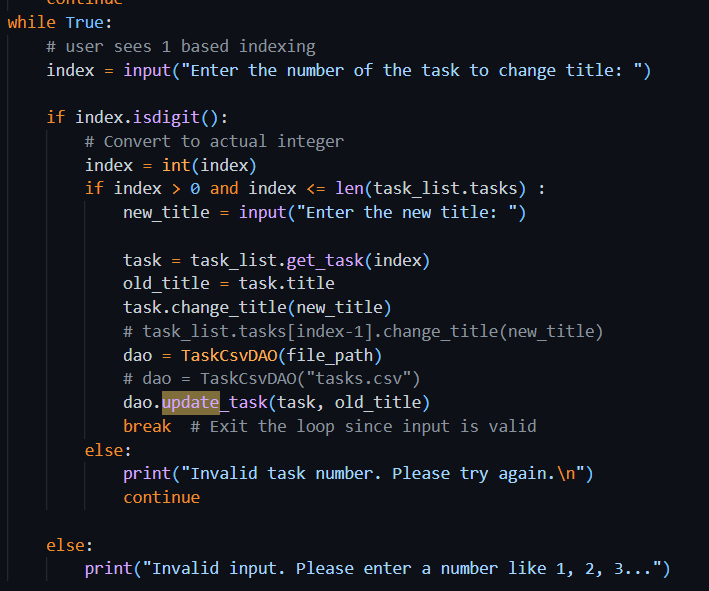 continue
while True:
# user sees 1 based indexing
index = input("Enter the number of the task to change title: ")
if index.isdigit():
# Convert to actual integer
index = int(index)
if index > 0 and index <= len(task_list.tasks) :
new_title = input("Enter the new title: ")
task = task_list.get_task(index)
old_title = task.title
task.change_title(new_title)
# task_list.tasks[index-1].change_title(new_title)
dao = TaskCsvDAO(file_path)
# dao = TaskCsvDAO("tasks.csv")
dao.update_task(task, old_title)
break  # Exit the loop since input is valid
else:
print("Invalid task number. Please try again.\n")
continue
else:
print("Invalid input. Please enter a number like 1, 2, 3...")